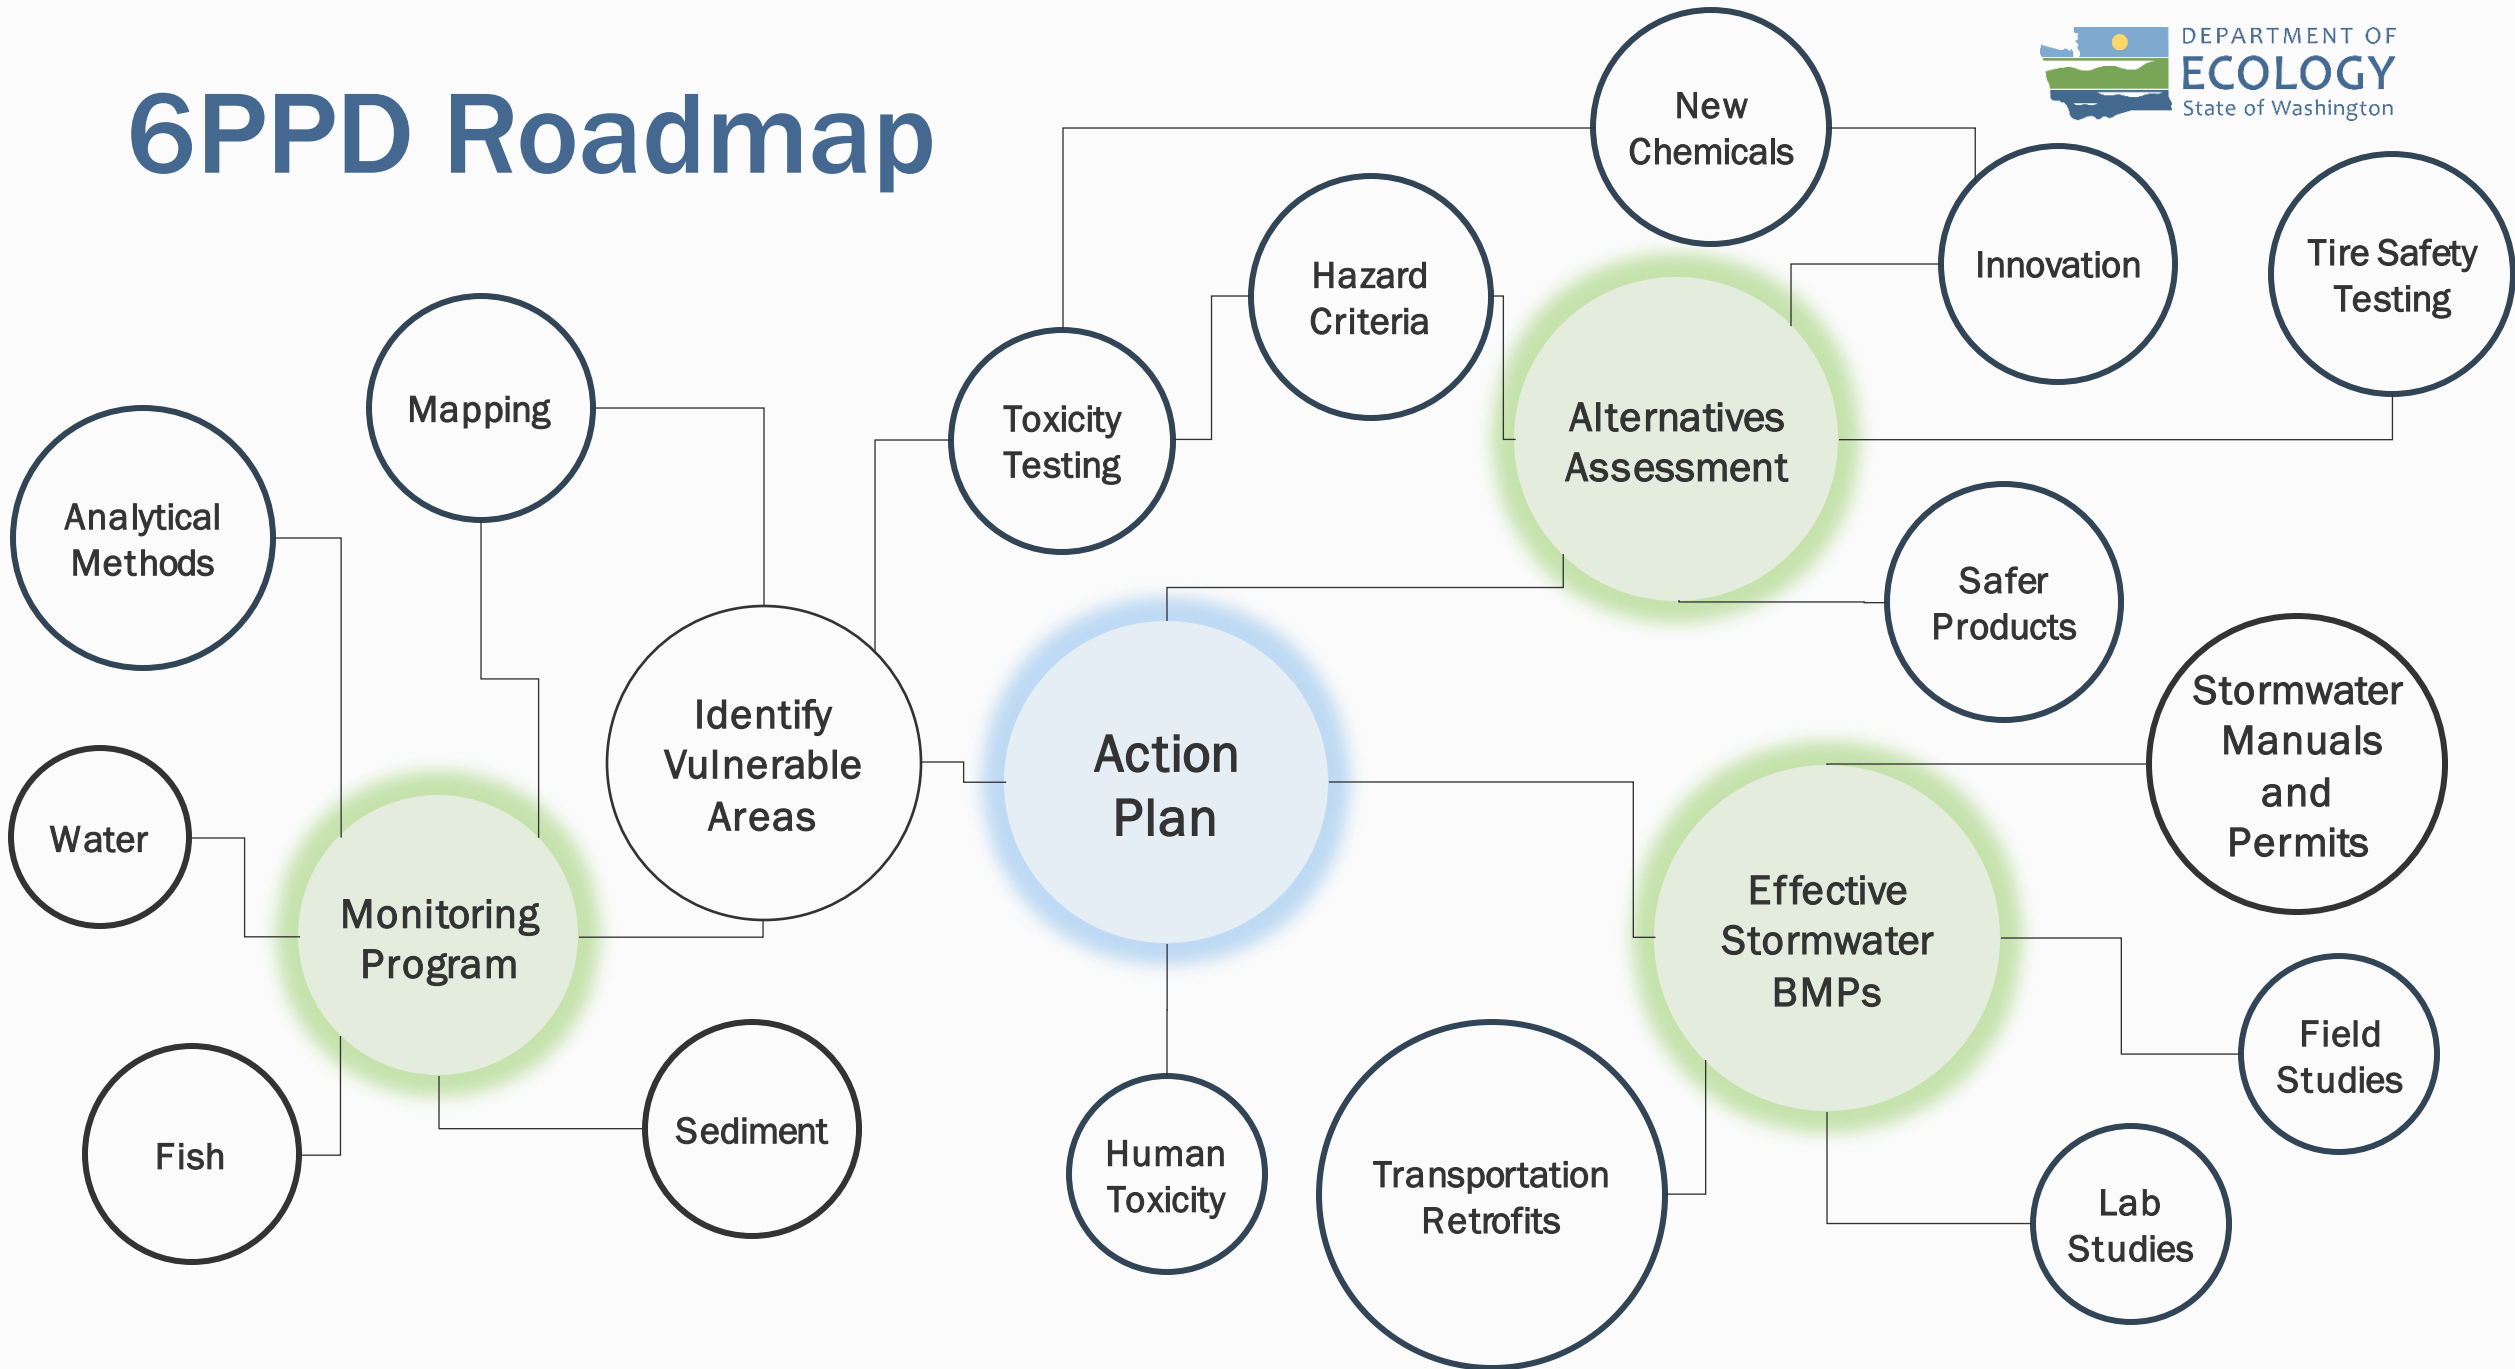 6PPD Roadmap
DEPARTMENT OF
ECOLOGY
State of Washington
New
Chemicals
Innovation
Tire Safety
Testing
Hazard
Criteria
Mapping
Toxicity
Testing
Alternatives
Assessment
Analytical
Methods
Safer
Products
Identify
Vulnerable
Areas
Action
Plan
Stormwater
Manuals
and
Permits
Water
Monitoring
Program
Effective
Stormwater
BMPs
Field
Studies
Fish
Sediment
Human
Toxicity
Transportation
Retrofits
Lab
Studies